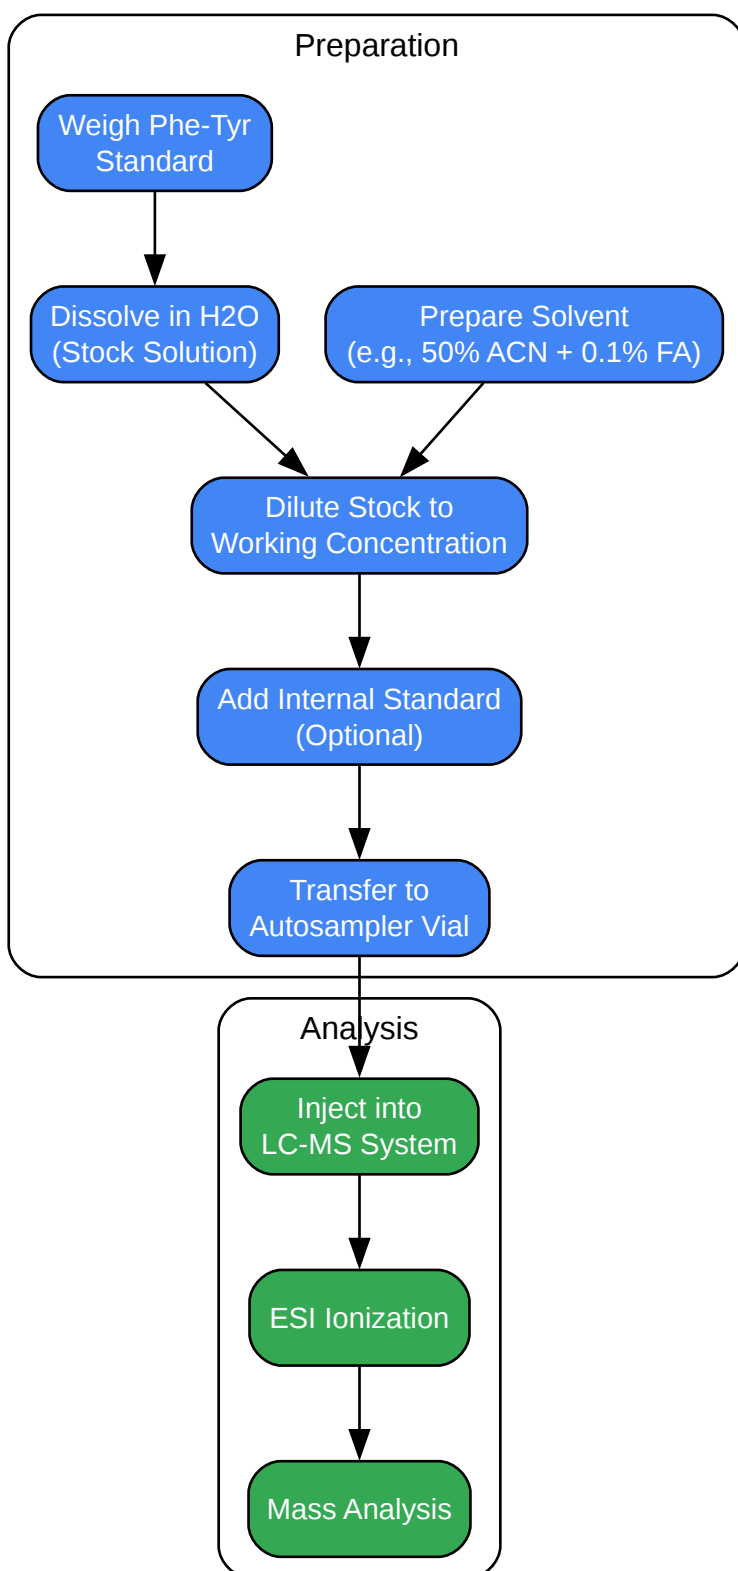 Preparation
Weigh Phe-Tyr
Standard
Dissolve in H2O
(Stock Solution)
Prepare Solvent
(e.g., 50% ACN + 0.1% FA)
Dilute Stock to
Working Concentration
Add Internal Standard
(Optional)
Transfer to
Autosampler Vial
Analysis
Inject into
LC-MS System
ESI Ionization
Mass Analysis